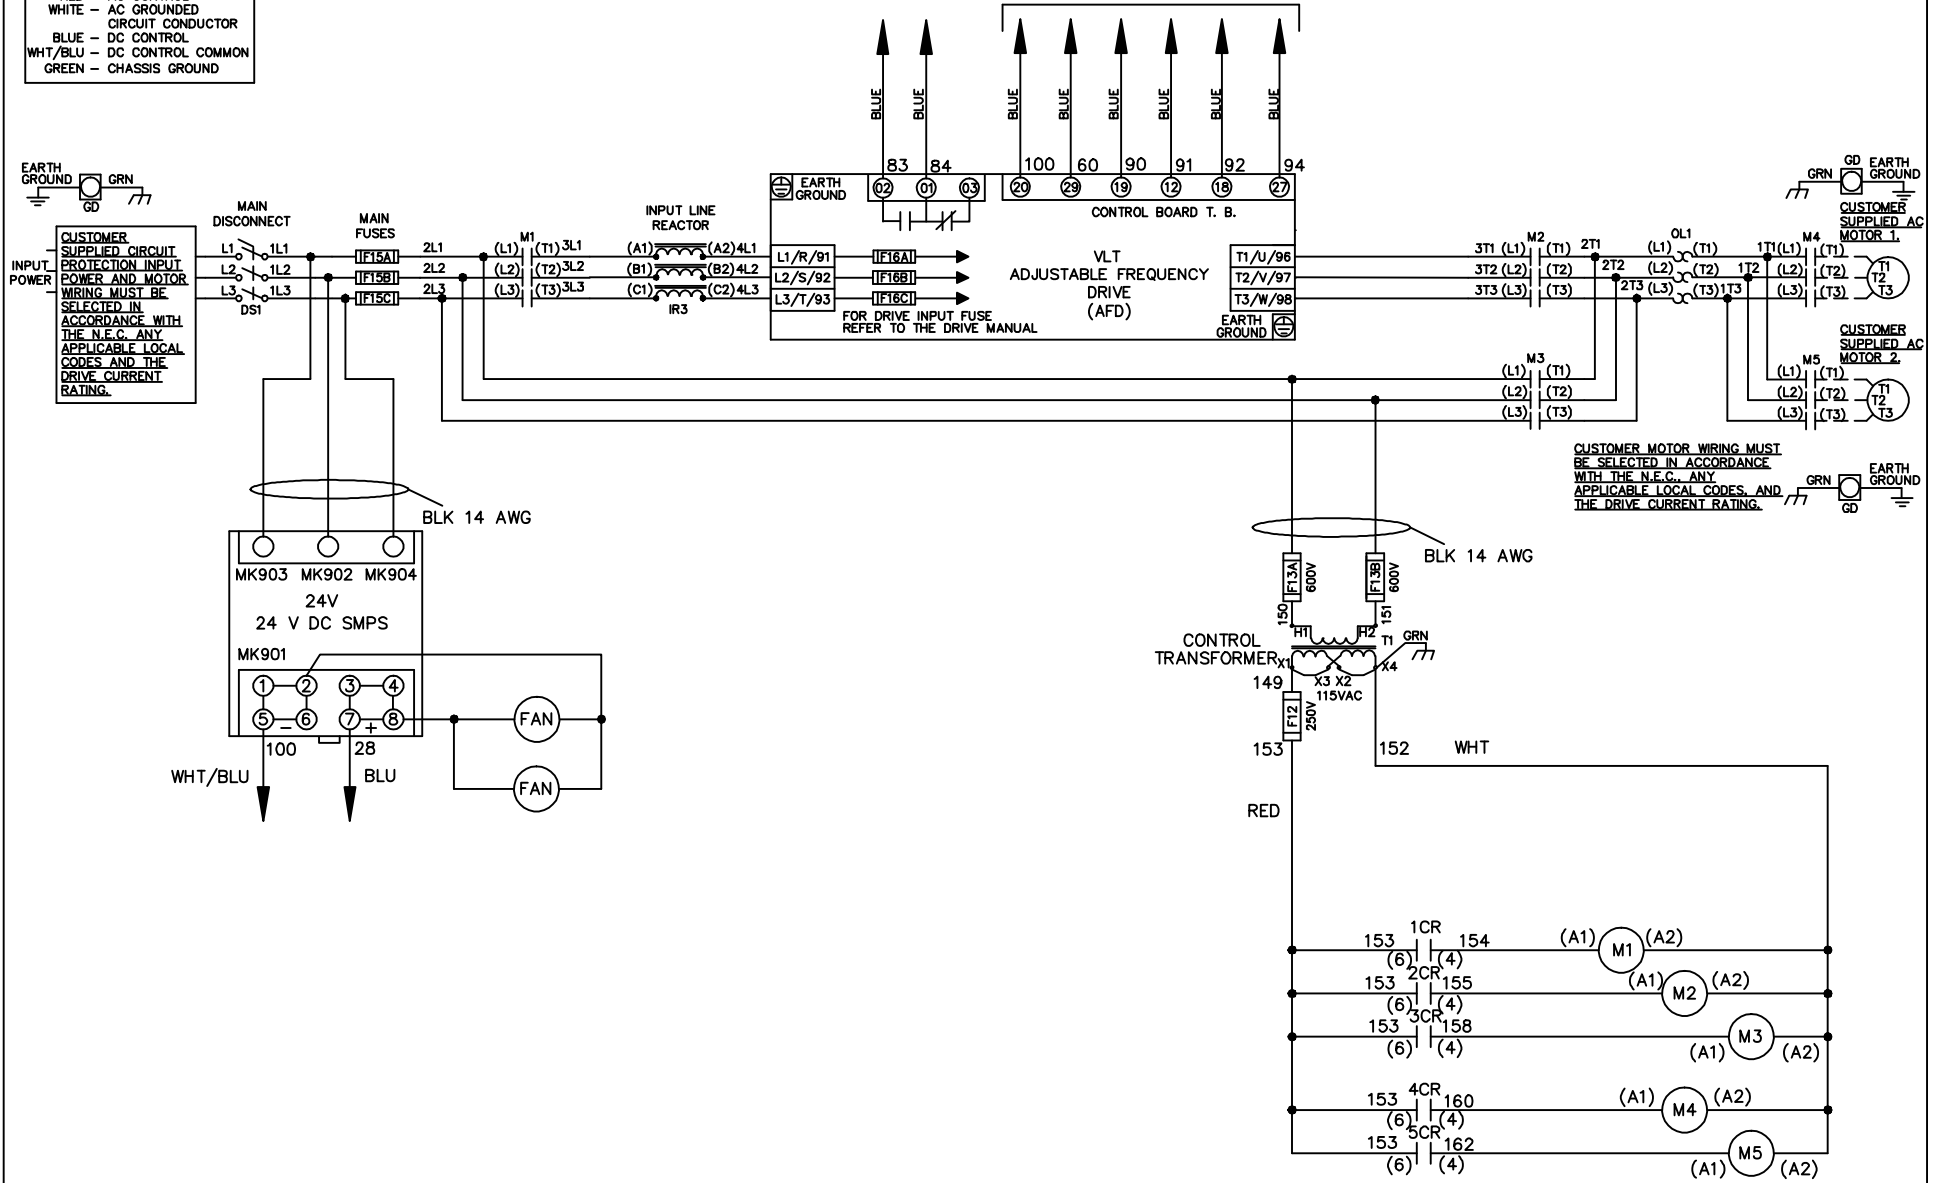 WHITE – AC GROUNDED
CIRCUIT CONDUCTOR
BLUE – DC CONTROL
WHT/BLU – DC CONTROL COMMON
GREEN – CHASSIS GROUND
BLUE
BLUE
BLUE
BLUE
BLUE
BLUE
BLUE
BLUE
83 84 100 60 90 91 92 94
EARTH
GROUND
02 01 03 20 29 19 12 18 27
CONTROL BOARD T. B.
EARTH
GROUND
GRN
GD
MAIN
DISCONNECT
MAIN
FUSES
INPUT LINE
REACTOR
INPUT
POWER
CUSTOMER
SUPPLIED CIRCUIT
PROTECTION INPUT
POWER AND MOTOR
WIRING MUST BE
SELECTED IN
ACCORDANCE WITH
THE N.E.C. ANY
APPLICABLE LOCAL
CODES AND THE
DRIVE CURRENT
RATING.
L1 1L1 F15A 2L1 (L1) M1 (T1) 3L1 (A1) (A2) 4L1 L1/R/91 F16A
L2 1L2 F15B 2L2 (L2) (T2) 3L2 (B1) (B2) 4L2 L2/S/92 F16B
L3 1L3 F15C 2L3 (L3) (T3) 3L3 (C1) (C2) 4L3 L3/T/93 F16C
DS1
IR3
VLT
ADJUSTABLE FREQUENCY
DRIVE
(AFD)
FOR DRIVE INPUT FUSE
REFER TO THE DRIVE MANUAL
T1/U/96
T2/V/97
T3/W/98
EARTH
GROUND
3T1 (L1) M2 (T1) 2T1 (L1) OL1 (T1) 1T1 (L1) M4 (T1)
3T2 (L2) (T2) 2T2 (L2) (T2) 1T2 (L2) (T2)
3T3 (L3) (T3) 2T3 (L3) (T3) 1T3 (L3) (T3)
T1
T2
T3
GRN
GD
EARTH
GROUND
CUSTOMER
SUPPLIED AC
MOTOR 1.
CUSTOMER
SUPPLIED AC
MOTOR 2.
M3
(L1) (T1)
(L2) (T2)
(L3) (T3)
M5
(L1) (T1)
(L2) (T2)
(L3) (T3)
T1
T2
T3
CUSTOMER MOTOR WIRING MUST
BE SELECTED IN ACCORDANCE
WITH THE N.E.C., ANY
APPLICABLE LOCAL CODES, AND
THE DRIVE CURRENT RATING.
GRN
GD
EARTH
GROUND
BLK 14 AWG
MK903 MK902 MK904
24V
24 V DC SMPS
MK901
1 2 3 4
5 – 6 7 + 8
100 28
WHT/BLU BLU
FAN
FAN
BLK 14 AWG
F13A
600V
F13B
600V
150
151
H1 H2 T1 GRN
CONTROL
TRANSFORMER
X1 X3 X2 X4
115VAC
149
F12
250V
153
152 WHT
RED
153 1CR 154 (A1) M1 (A2)
(6) (4)
153 2CR 155 (A1) M2 (A2)
(6) (4)
153 3CR 158 M3
(6) (4) (A1) (A2)
153 4CR 160 (A1) M4 (A2)
(6) (4)
153 5CR 162 M5
(6) (4) (A1) (A2)